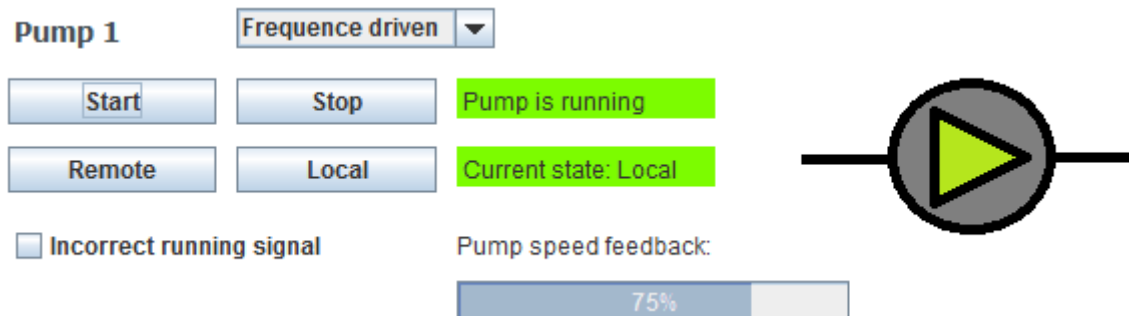 Pump 1
Frequence driven
Start
Stop
Pump is running
Remote
Local
Current state: Local
Incorrect running signal
Pump speed feedback:
75%